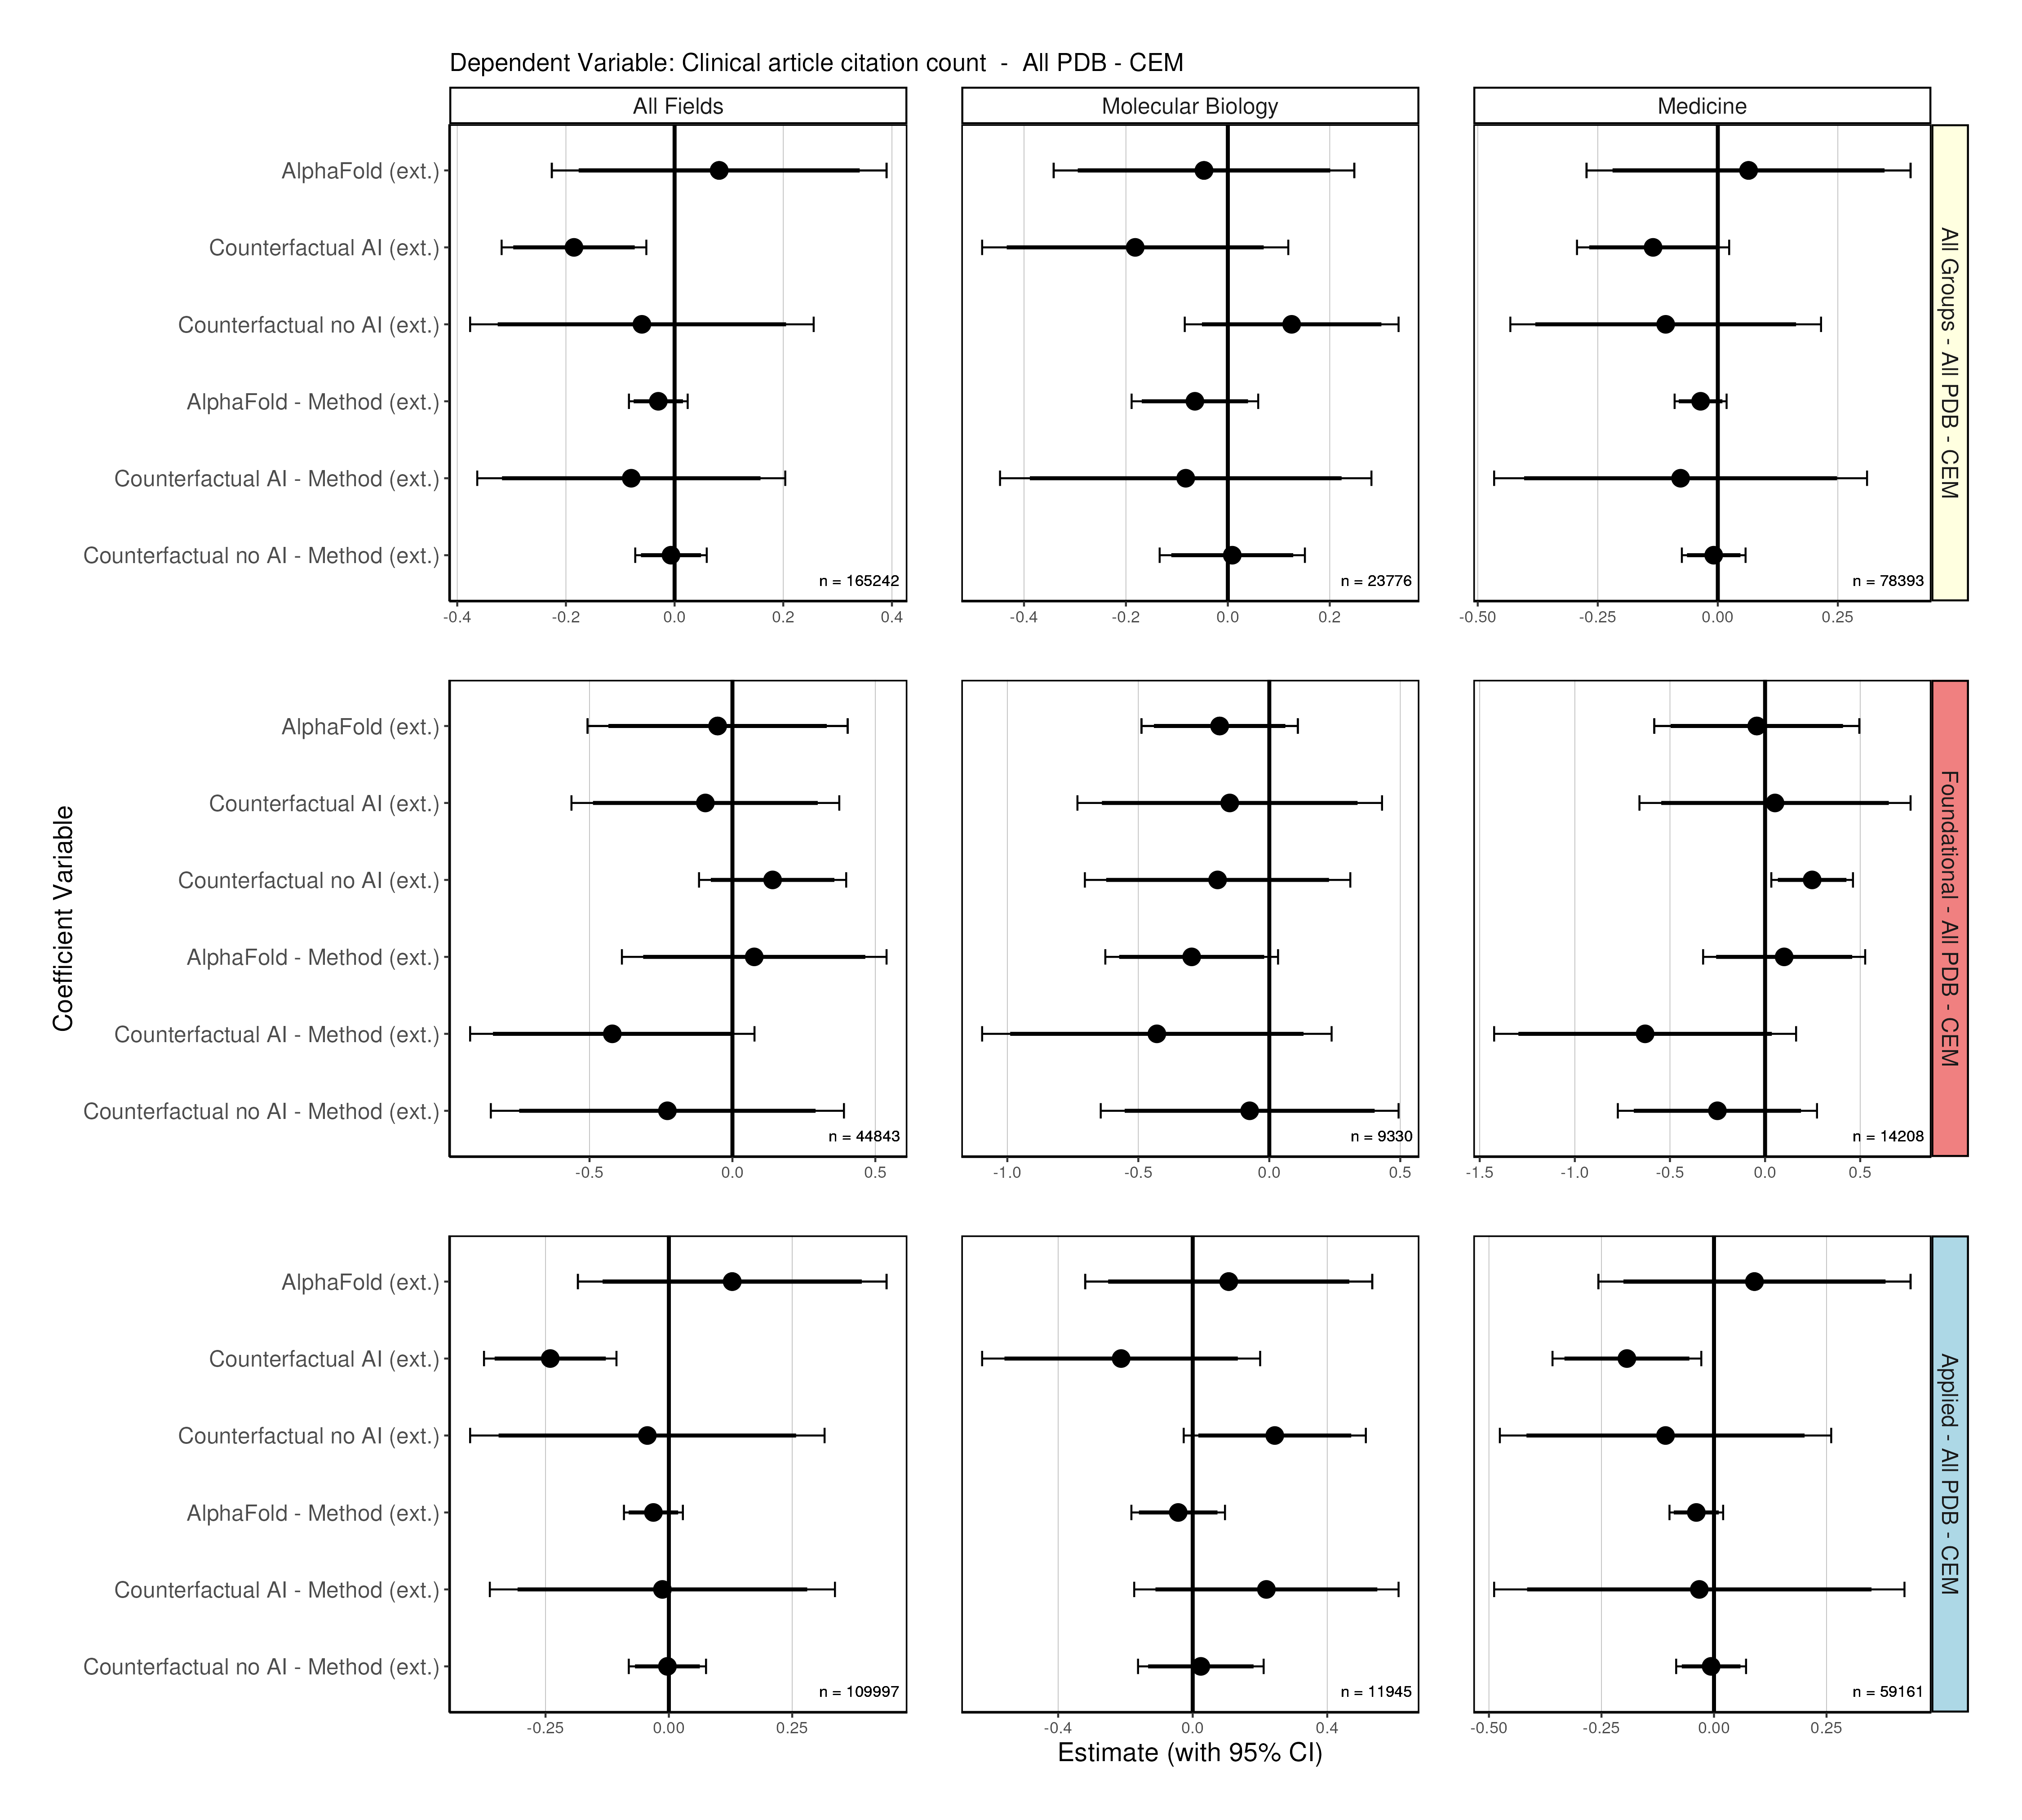 Dependent Variable: Clinical article citation count - All PDB - CEM
All Fields
Molecular Biology
Medicine
AlphaFold (ext.)
Counterfactual AI (ext.)
Counterfactual no AI (ext.)
AlphaFold - Method (ext.)
Counterfactual AI - Method (ext.)
Counterfactual no AI - Method (ext.)
n = 165242
n = 23776
n = 78393
-0.4 -0.2 0.0 0.2 0.4
-0.4 -0.2 0.0 0.2
-0.50 -0.25 0.00 0.25
All Groups - All PDB - CEM
Coefficient Variable
AlphaFold (ext.)
Counterfactual AI (ext.)
Counterfactual no AI (ext.)
AlphaFold - Method (ext.)
Counterfactual AI - Method (ext.)
Counterfactual no AI - Method (ext.)
n = 44843
n = 9330
n = 14208
-0.5 0.0 0.5
-1.0 -0.5 0.0 0.5
-1.5 -1.0 -0.5 0.0 0.5
Foundational - All PDB - CEM
AlphaFold (ext.)
Counterfactual AI (ext.)
Counterfactual no AI (ext.)
AlphaFold - Method (ext.)
Counterfactual AI - Method (ext.)
Counterfactual no AI - Method (ext.)
n = 109997
n = 11945
n = 59161
-0.25 0.00 0.25
-0.4 0.0 0.4
-0.50 -0.25 0.00 0.25
Applied - All PDB - CEM
Estimate (with 95% CI)